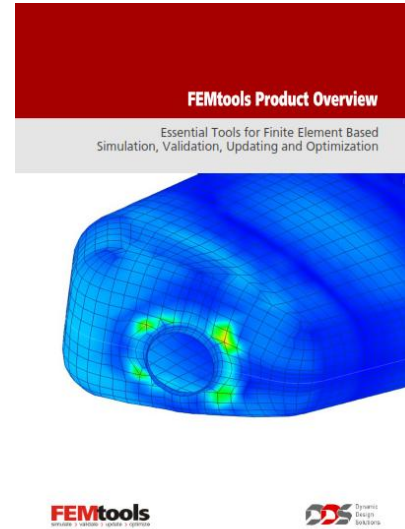 FEMtools Product Overview
Essential Tools for Finite Element Based
Simulation, Validation, Updating and Optimization
FEMtools
simulate > validate > update > optimize
DDS
Dynamic
Design
Solutions